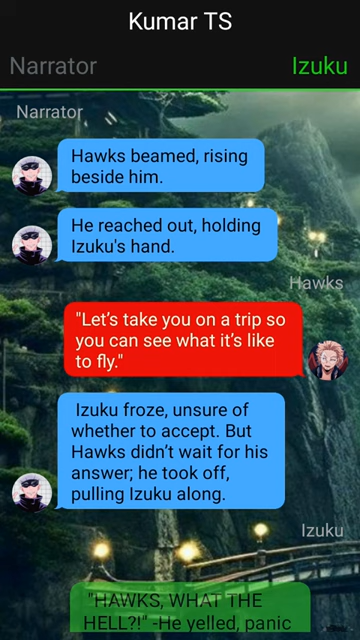 Kumar TS
Narrator
Izuku
Narrator
Hawks beamed, rising
beside him.
He reached out, holding
Izuku's hand.
Hawks
"Let's take you on a trip so
you can see what it's like
to fly."
Izuku froze, unsure of
whether to accept. But
Hawks didn't wait for his
answer; he took off,
pulling Izuku along.
Izuku
"HAWKS, WHAT THE
HELL?!" -He yelled, panic